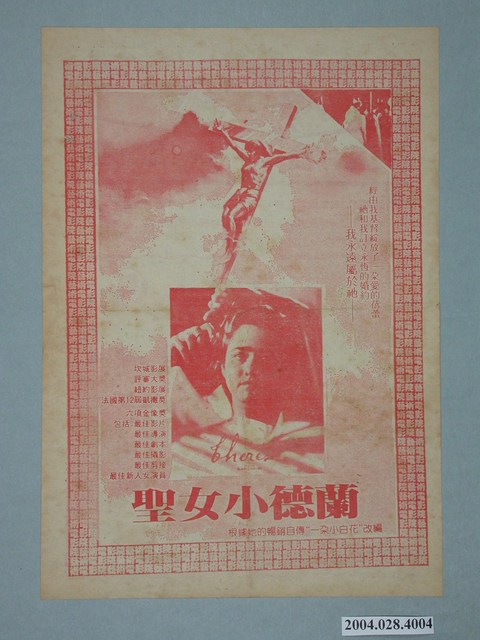 我永遠屬於祂
坎城影展
評審大獎
紐約影展
法國第12屆凱撒獎
六項金像獎
包括 最佳影片
最佳導演
最佳劇本
最佳攝影
最佳剪接
最佳新人女演員
聖女小德蘭
根據她的暢銷自傳“一朵小白花”改編
2004.028.4004